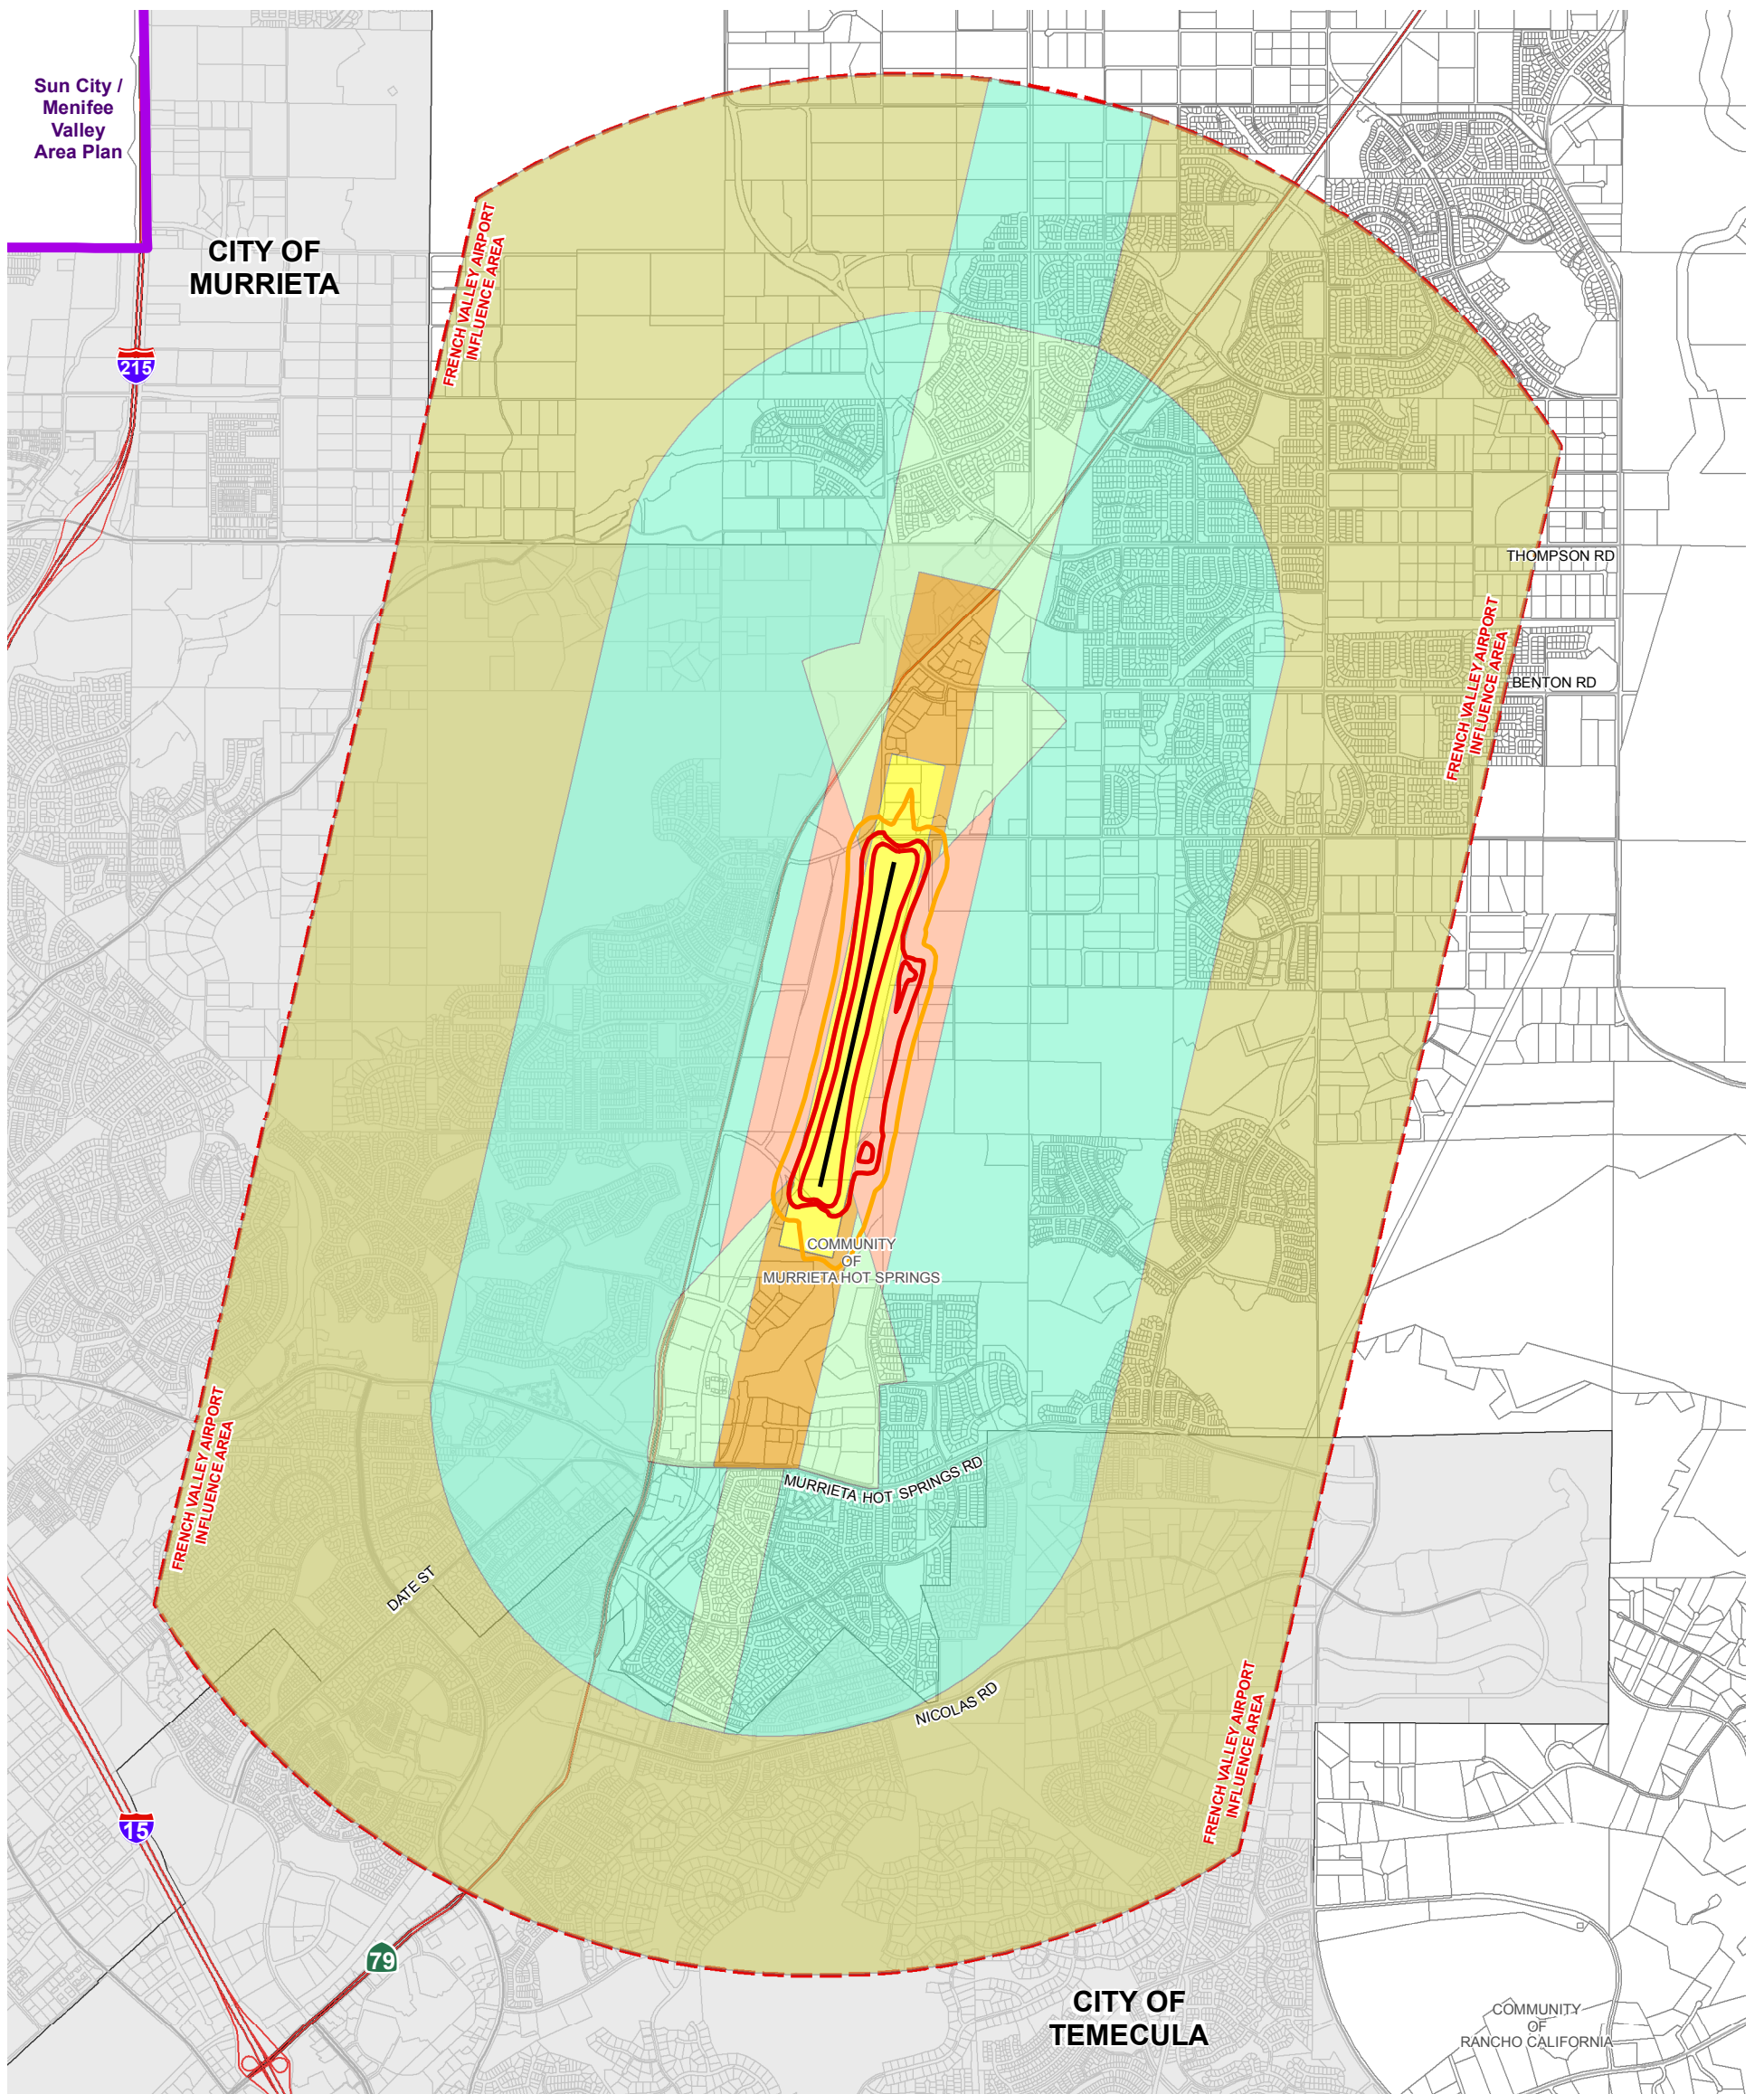 Sun City /
Menifee
Valley
Area Plan
CITY OF
MURRIETA
FRENCH VALLEY AIRPORT
INFLUENCE AREA
215
THOMPSON RD
FRENCH VALLEY AIRPORT
INFLUENCE AREA
BENTON RD
COMMUNITY
OF
MURRIETA HOT SPRINGS
FRENCH VALLEY AIRPORT
INFLUENCE AREA
MURRIETA HOT SPRINGS RD
DATE ST
NICOLAS RD
FRENCH VALLEY AIRPORT
INFLUENCE AREA
15
79
CITY OF
TEMECULA
COMMUNITY
OF
RANCHO CALIFORNIA